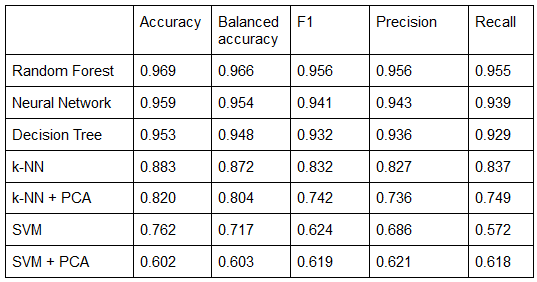 Accuracy Balanced accuracy F1 Precision Recall
Random Forest 0.969 0.966 0.956 0.956 0.955
Neural Network 0.959 0.954 0.941 0.943 0.939
Decision Tree 0.953 0.948 0.932 0.936 0.929
k-NN 0.883 0.872 0.832 0.827 0.837
k-NN + PCA 0.820 0.804 0.742 0.736 0.749
SVM 0.762 0.717 0.624 0.686 0.572
SVM + PCA 0.602 0.603 0.619 0.621 0.618